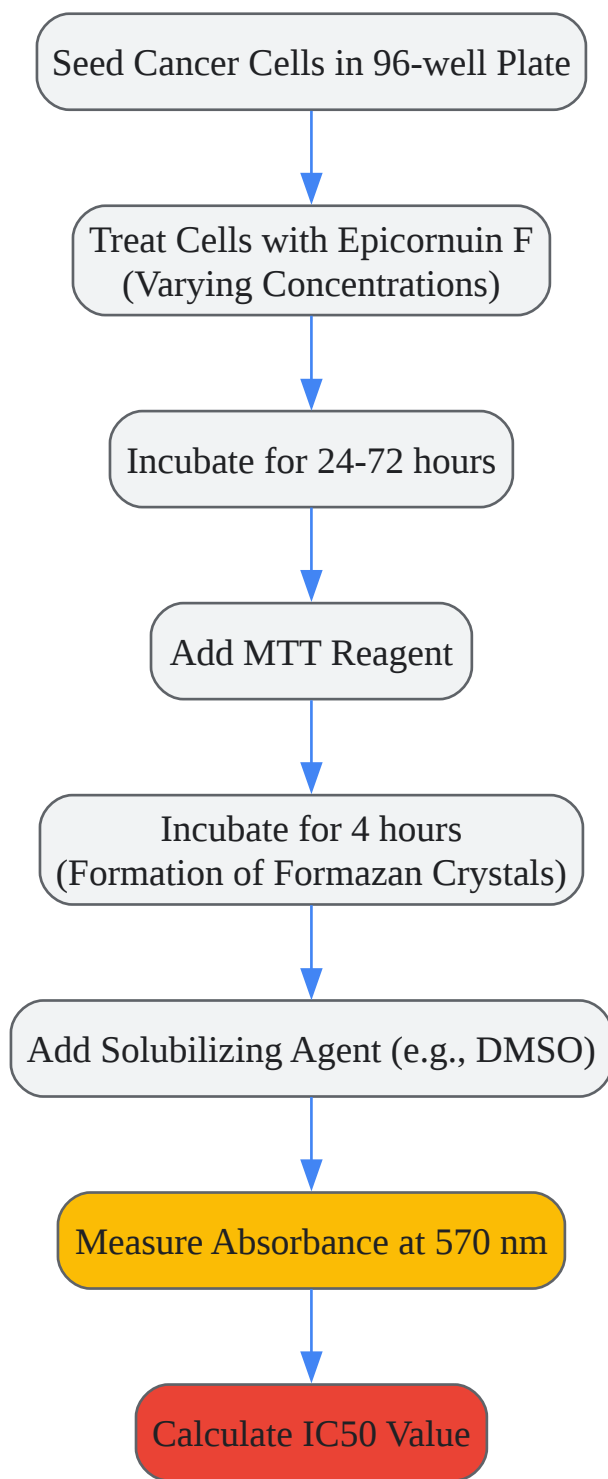 Seed Cancer Cells in 96-well Plate
Treat Cells with Epicornuin F
(Varying Concentrations)
Incubate for 24-72 hours
Add MTT Reagent
Incubate for 4 hours
(Formation of Formazan Crystals)
Add Solubilizing Agent (e.g., DMSO)
Measure Absorbance at 570 nm
Calculate IC50 Value